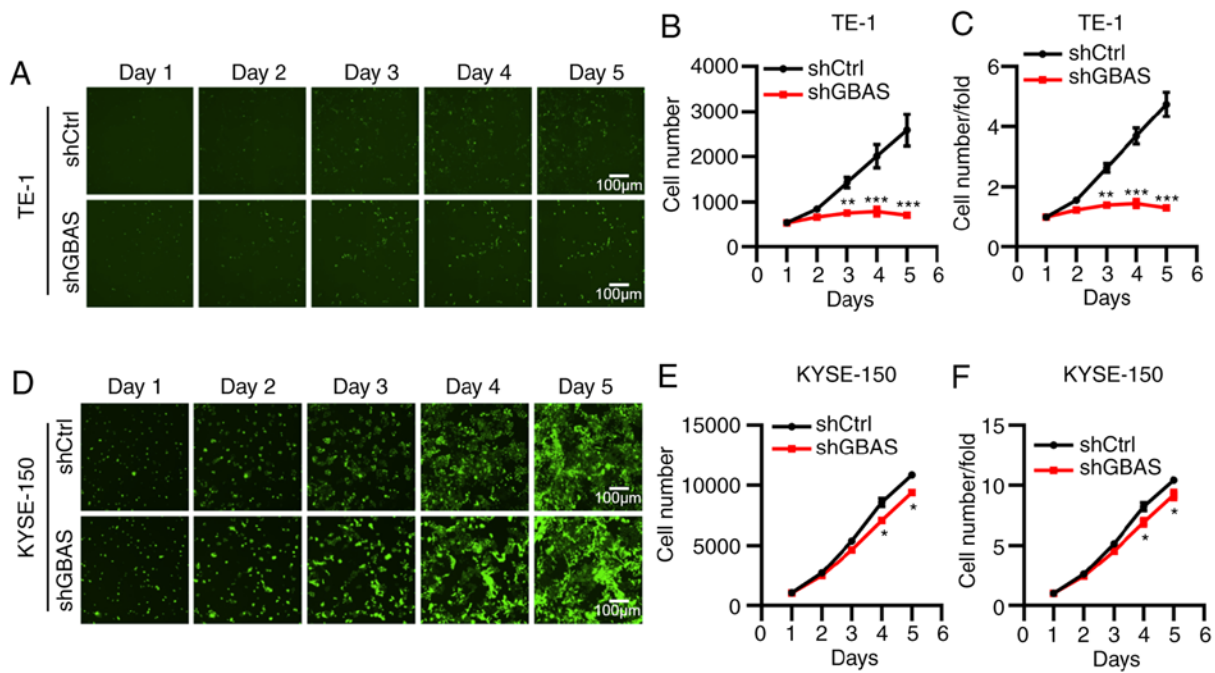 A
Day 1 Day 2 Day 3 Day 4 Day 5
TE-1
shCtrl
100μm
shGBAS
100μm
B
TE-1
shCtrl
shGBAS
Cell number
4000
3000
2000
1000
0
** *** ***
0 1 2 3 4 5 6
Days
C
TE-1
shCtrl
shGBAS
Cell number/fold
6
4
2
0
** *** ***
0 1 2 3 4 5 6
Days
D
Day 1 Day 2 Day 3 Day 4 Day 5
KYSE-150
shCtrl
100μm
shGBAS
100μm
E
KYSE-150
shCtrl
shGBAS
Cell number
15000
10000
5000
0
* *
0 1 2 3 4 5 6
Days
F
KYSE-150
shCtrl
shGBAS
Cell number/fold
15
10
5
0
* *
0 1 2 3 4 5 6
Days